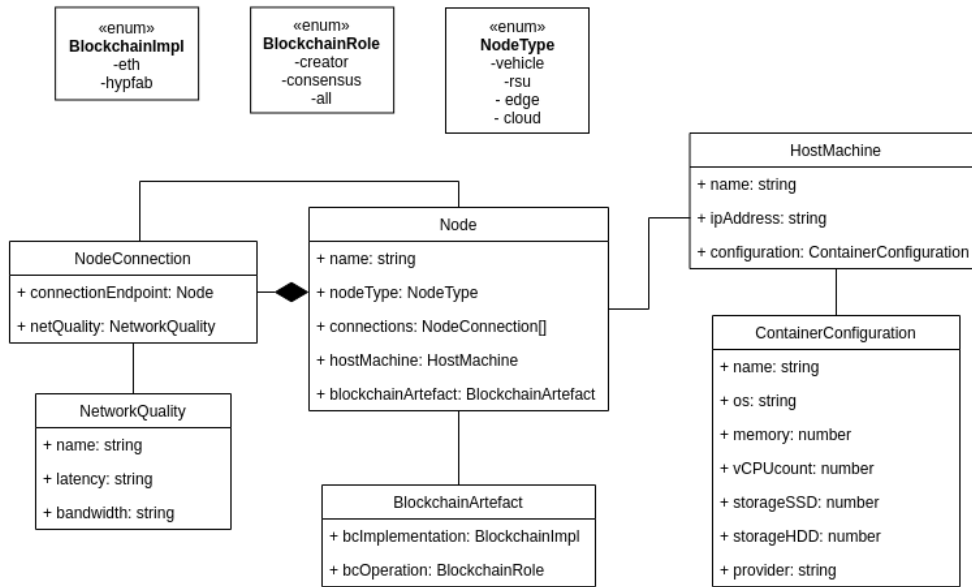 «enum»
BlockchainImpl
-eth
-hypfab
«enum»
BlockchainRole
-creator
-consensus
-all
«enum»
NodeType
-vehicle
-rsu
- edge
- cloud
HostMachine
+ name: string
+ ipAddress: string
+ configuration: ContainerConfiguration
Node
+ name: string
+ nodeType: NodeType
+ connections: NodeConnection[]
+ hostMachine: HostMachine
+ blockchainArtefact: BlockchainArtefact
NodeConnection
+ connectionEndpoint: Node
+ netQuality: NetworkQuality
ContainerConfiguration
+ name: string
+ os: string
+ memory: number
+ vCPUcount: number
+ storageSSD: number
+ storageHDD: number
+ provider: string
NetworkQuality
+ name: string
+ latency: string
+ bandwidth: string
BlockchainArtefact
+ bcImplementation: BlockchainImpl
+ bcOperation: BlockchainRole